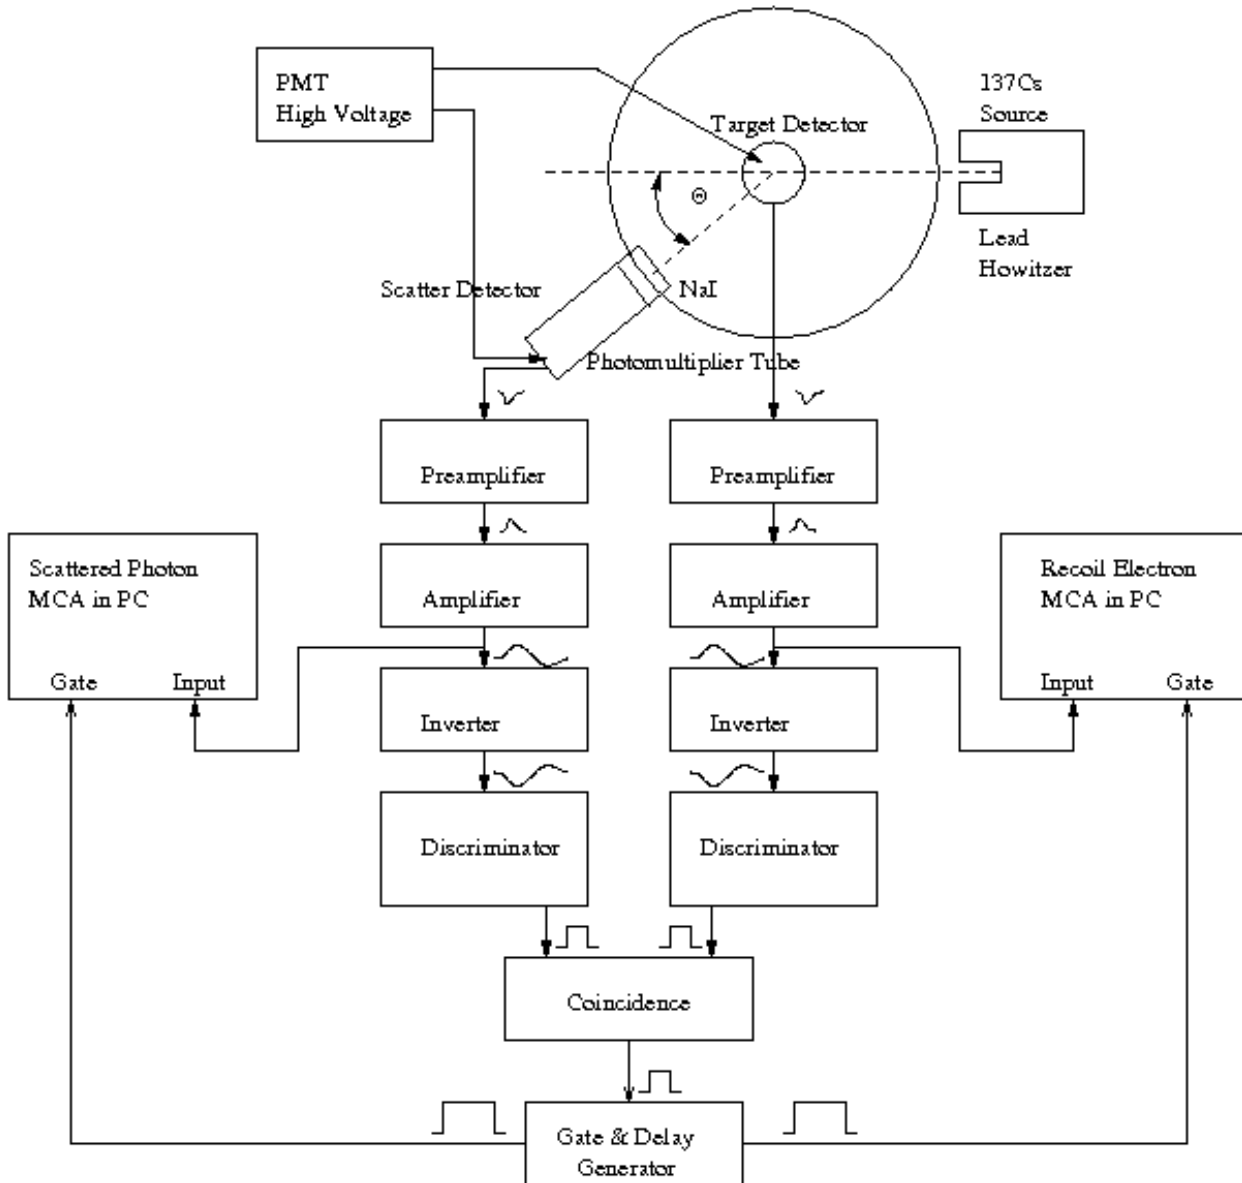 PMT
High Voltage
137Cs
Source
Target Detector
Θ
Lead
Howitzer
Scatter Detector
NaI
Photomultiplier Tube
Preamplifier
Preamplifier
Scattered Photon
MCA in PC
Gate
Input
Amplifier
Amplifier
Recoil Electron
MCA in PC
Input
Gate
Inverter
Inverter
Discriminator
Discriminator
Coincidence
Gate & Delay
Generator